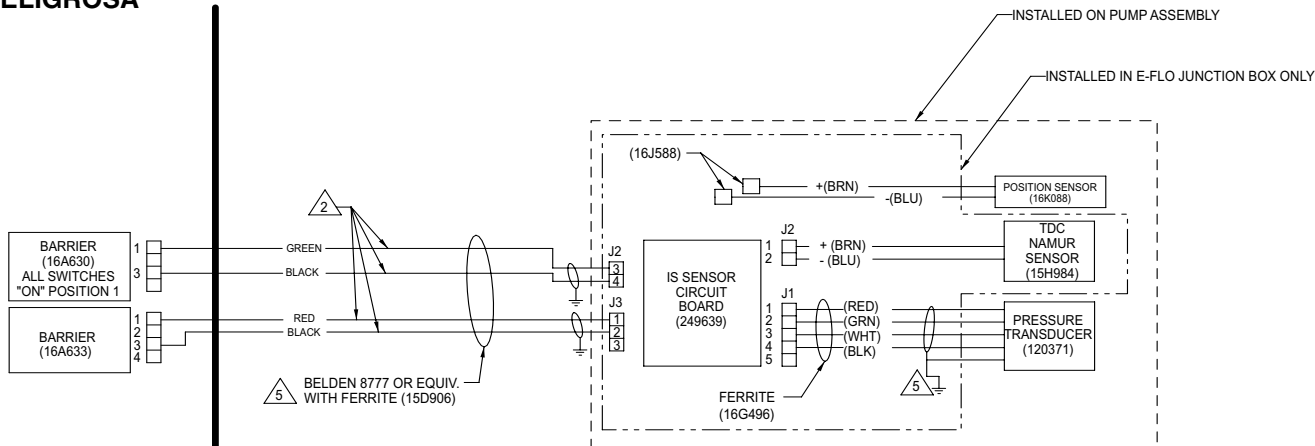 ELIGROSA
INSTALLED ON PUMP ASSEMBLY
INSTALLED IN E-FLO JUNCTION BOX ONLY
(16J588)
+(BRN)
-(BLU)
POSITION SENSOR
(16K088)
2
BARRIER
(16A630)
ALL SWITCHES
"ON" POSITION 1
1
3
GREEN
BLACK
J2
3
4
IS SENSOR
CIRCUIT
BOARD
(249639)
J2
1
2
+ (BRN)
- (BLU)
TDC
NAMUR
SENSOR
(15H984)
BARRIER
(16A633)
1
2
3
4
RED
BLACK
J3
1
2
3
J1
1
2
3
4
5
(RED)
(GRN)
(WHT)
(BLK)
PRESSURE
TRANSDUCER
(120371)
5
BELDEN 8777 OR EQUIV.
WITH FERRITE (15D906)
FERRITE
(16G496)
5